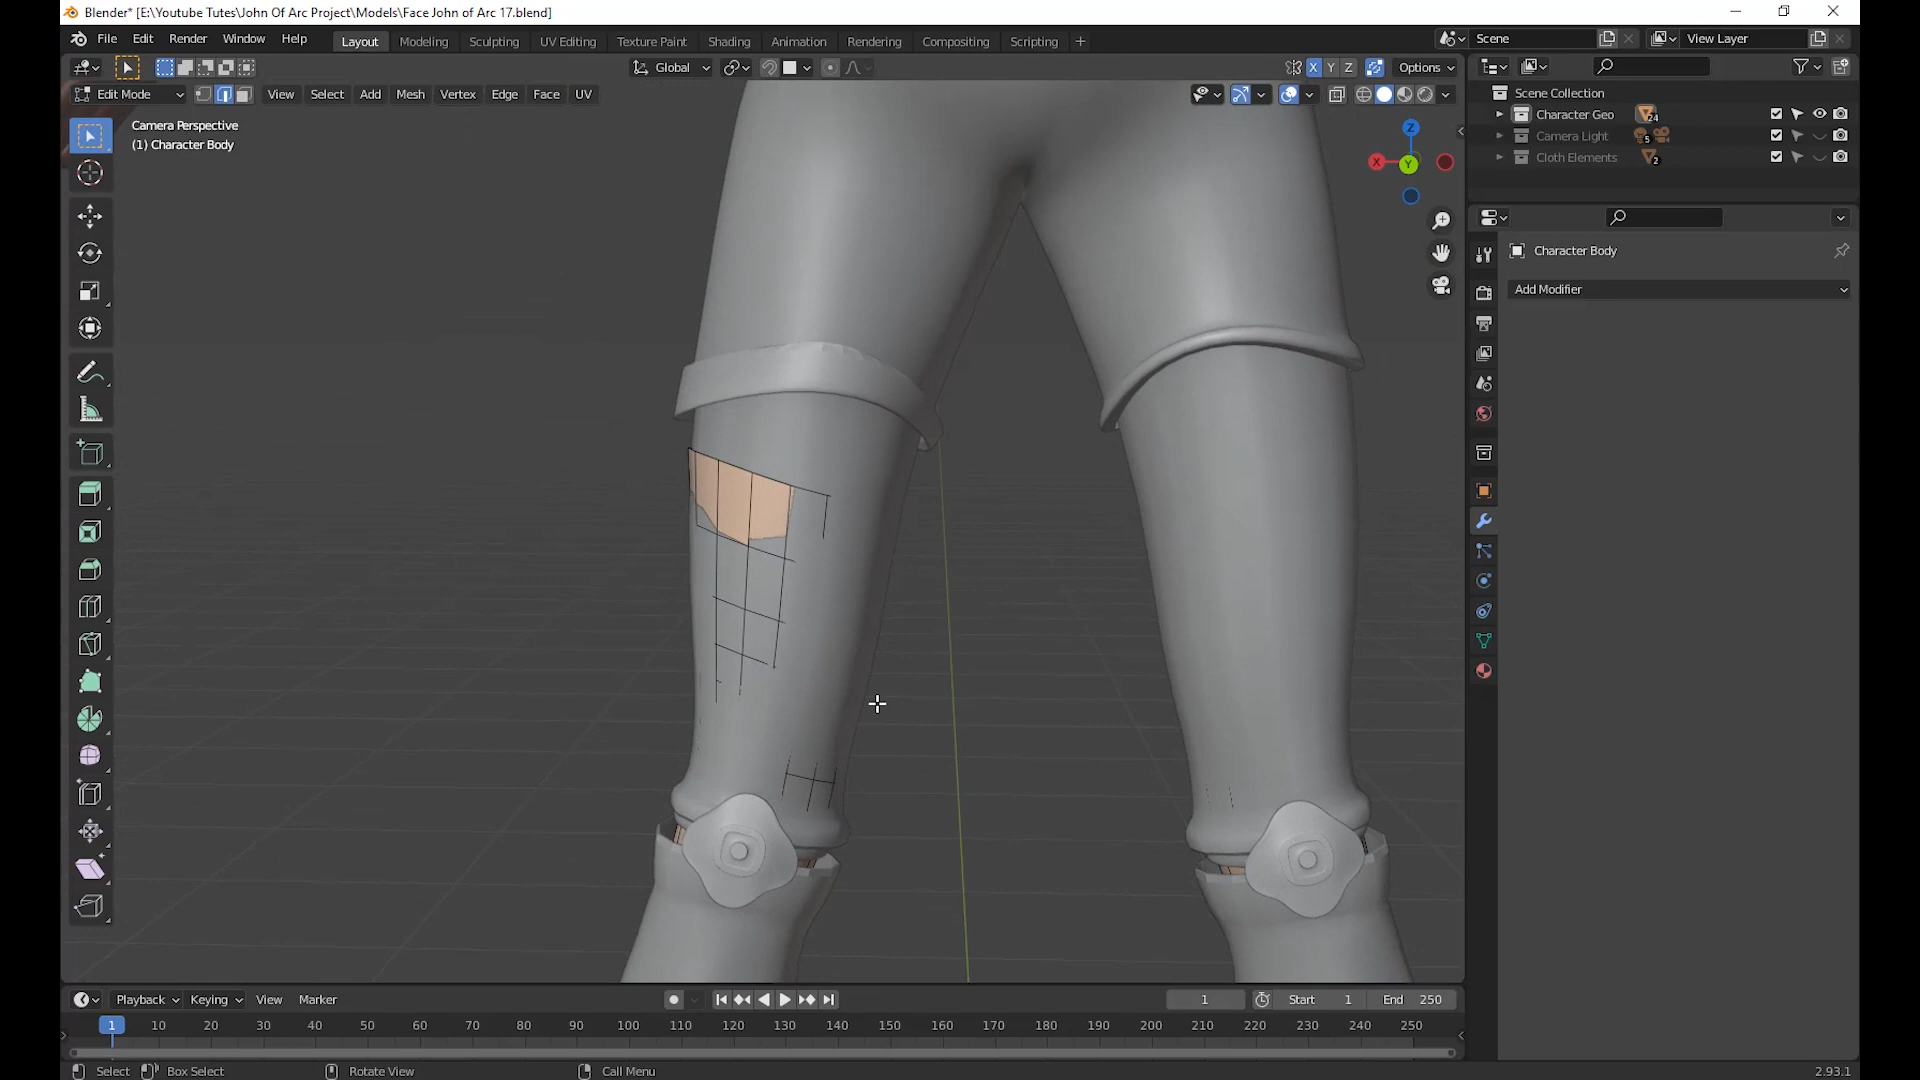 Blender* [E:\Youtube Tutes\John Of Arc Project\Models\Face John of Arc 17.blend]
File Edit Render Window Help Layout Modeling Sculpting UV Editing Texture Paint Shading Animation Rendering Compositing Scripting + Scene View Layer
Global X Y Z Options
Edit Mode View Select Add Mesh Vertex Edge Face UV
Scene Collection
Character Geo 24
Camera Light 5
Cloth Elements 2
Camera Perspective
(1) Character Body
Z
X
Y
Character Body
Add Modifier
Playback Keying View Marker 1 Start 1 End 250
1 10 20 30 40 50 60 70 80 90 100 110 120 130 140 150 160 170 180 190 200 210 220 230 240 250
Select Box Select Rotate View Call Menu 2.93.1